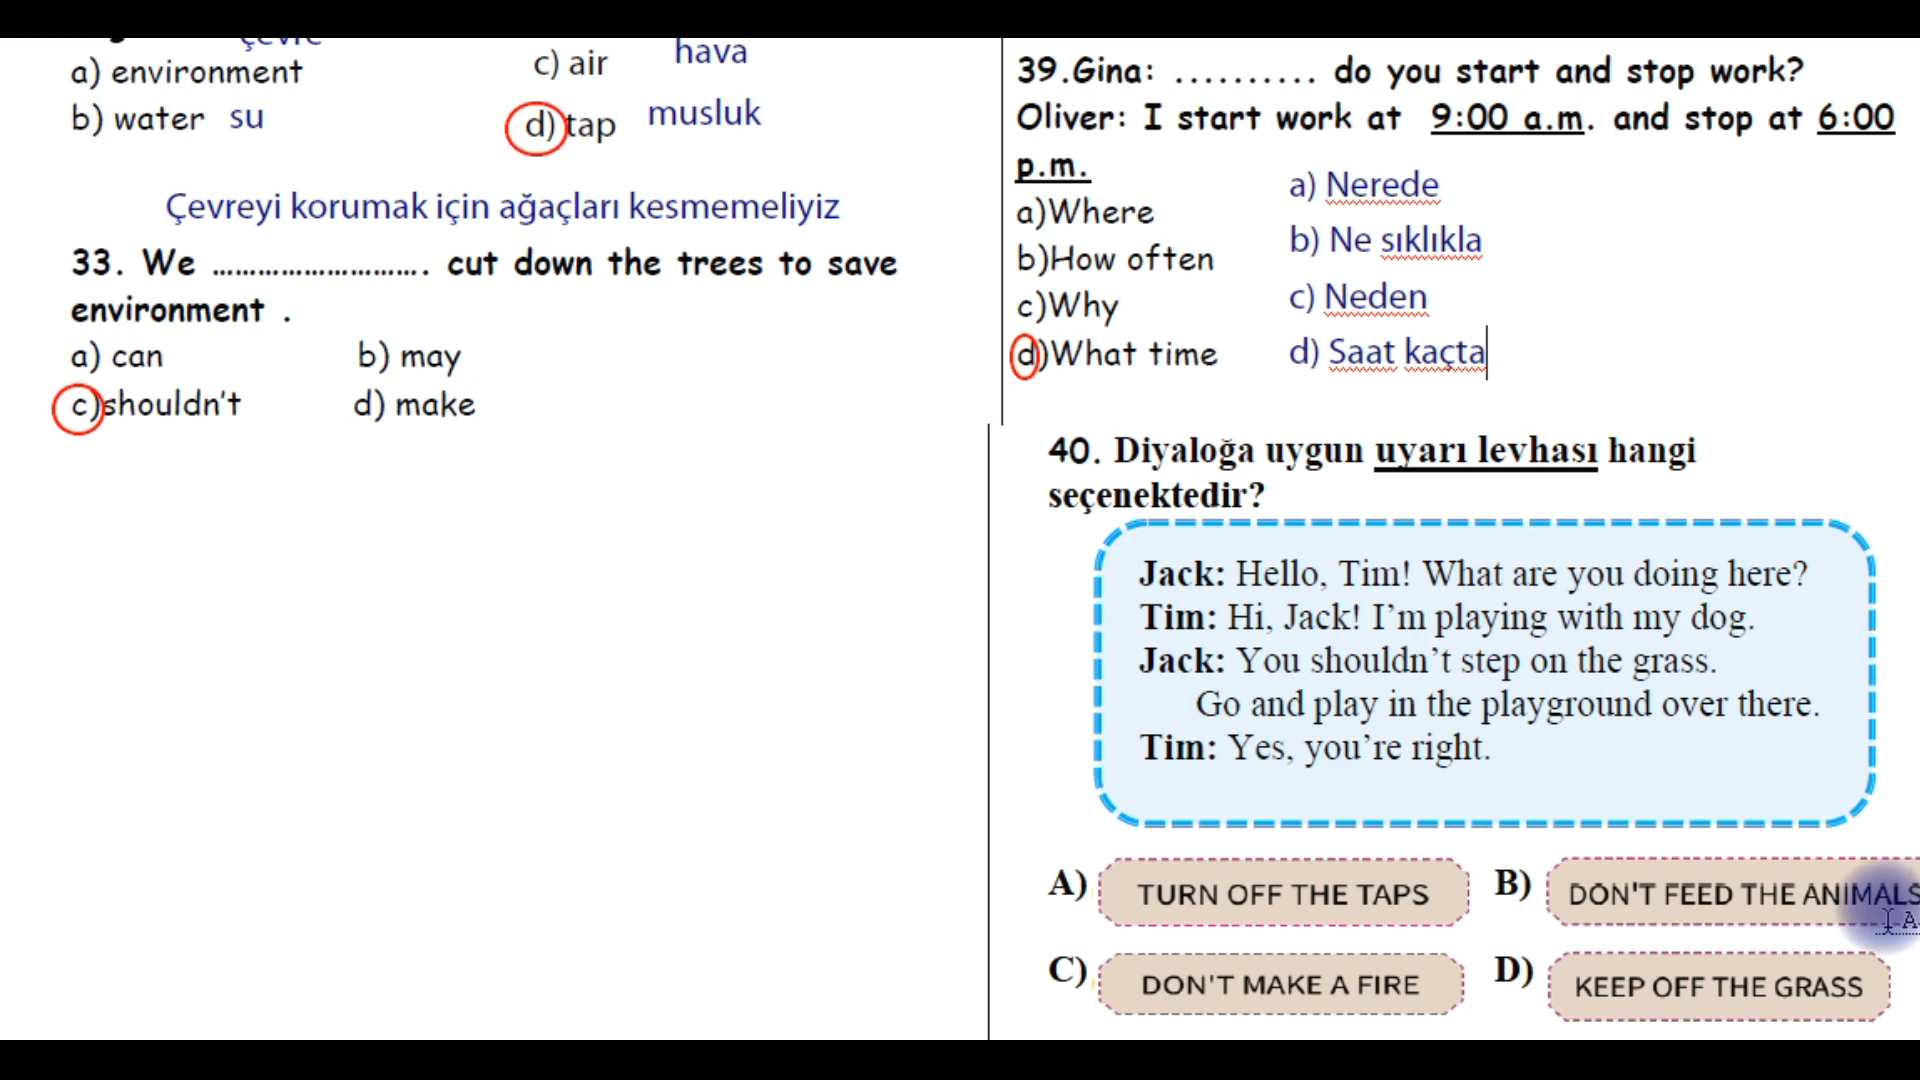 çevre
a) environment
c) air hava
b) water su
d) tap musluk
Çevreyi korumak için ağaçları kesmemeliyiz
33. We .......................... cut down the trees to save
environment .
a) can b) may
c)shouldn't d) make
39.Gina: .......... do you start and stop work?
Oliver: I start work at 9:00 a.m. and stop at 6:00
p.m.
a)Where a) Nerede
b)How often b) Ne sıklıkla
c)Why c) Neden
d)What time d) Saat kaçta
40. Diyaloğa uygun uyarı levhası hangi
seçenektedir?
Jack: Hello, Tim! What are you doing here?
Tim: Hi, Jack! I'm playing with my dog.
Jack: You shouldn't step on the grass.
Go and play in the playground over there.
Tim: Yes, you're right.
A) TURN OFF THE TAPS B) DON'T FEED THE ANIMALS
C) DON'T MAKE A FIRE D) KEEP OFF THE GRASS